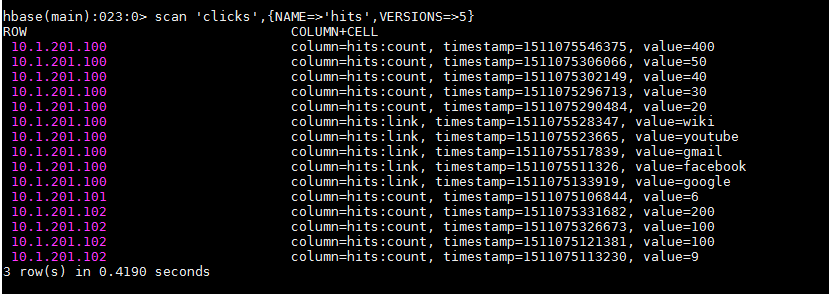 hbase(main):023:0> scan 'clicks',{NAME=>'hits',VERSIONS=>5}
ROW COLUMN+CELL
10.1.201.100 column=hits:count, timestamp=1511075546375, value=400
10.1.201.100 column=hits:count, timestamp=1511075306066, value=50
10.1.201.100 column=hits:count, timestamp=1511075302149, value=40
10.1.201.100 column=hits:count, timestamp=1511075296713, value=30
10.1.201.100 column=hits:count, timestamp=1511075290484, value=20
10.1.201.100 column=hits:link, timestamp=1511075528347, value=wiki
10.1.201.100 column=hits:link, timestamp=1511075523665, value=youtube
10.1.201.100 column=hits:link, timestamp=1511075517839, value=gmail
10.1.201.100 column=hits:link, timestamp=1511075511326, value=facebook
10.1.201.100 column=hits:link, timestamp=1511075133919, value=google
10.1.201.101 column=hits:count, timestamp=1511075106844, value=6
10.1.201.102 column=hits:count, timestamp=1511075331682, value=200
10.1.201.102 column=hits:count, timestamp=1511075326673, value=100
10.1.201.102 column=hits:count, timestamp=1511075121381, value=100
10.1.201.102 column=hits:count, timestamp=1511075113230, value=9
3 row(s) in 0.4190 seconds